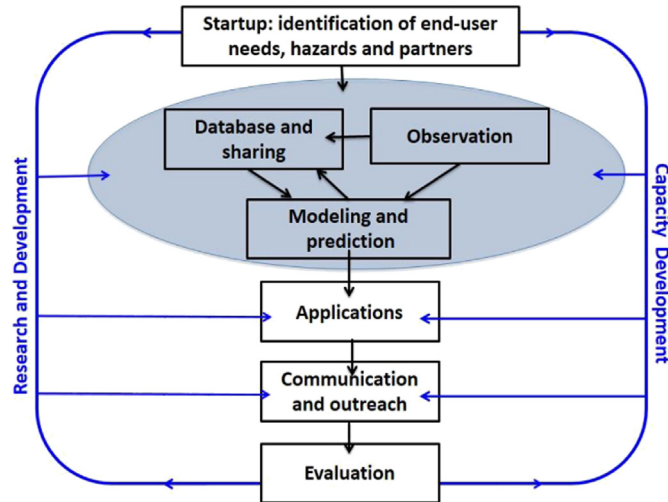 Startup: identification of end-user
needs, hazards and partners
Database and
sharing
Observation
Modeling and
prediction
Applications
Communication
and outreach
Evaluation
Research and Development
Capacity Development